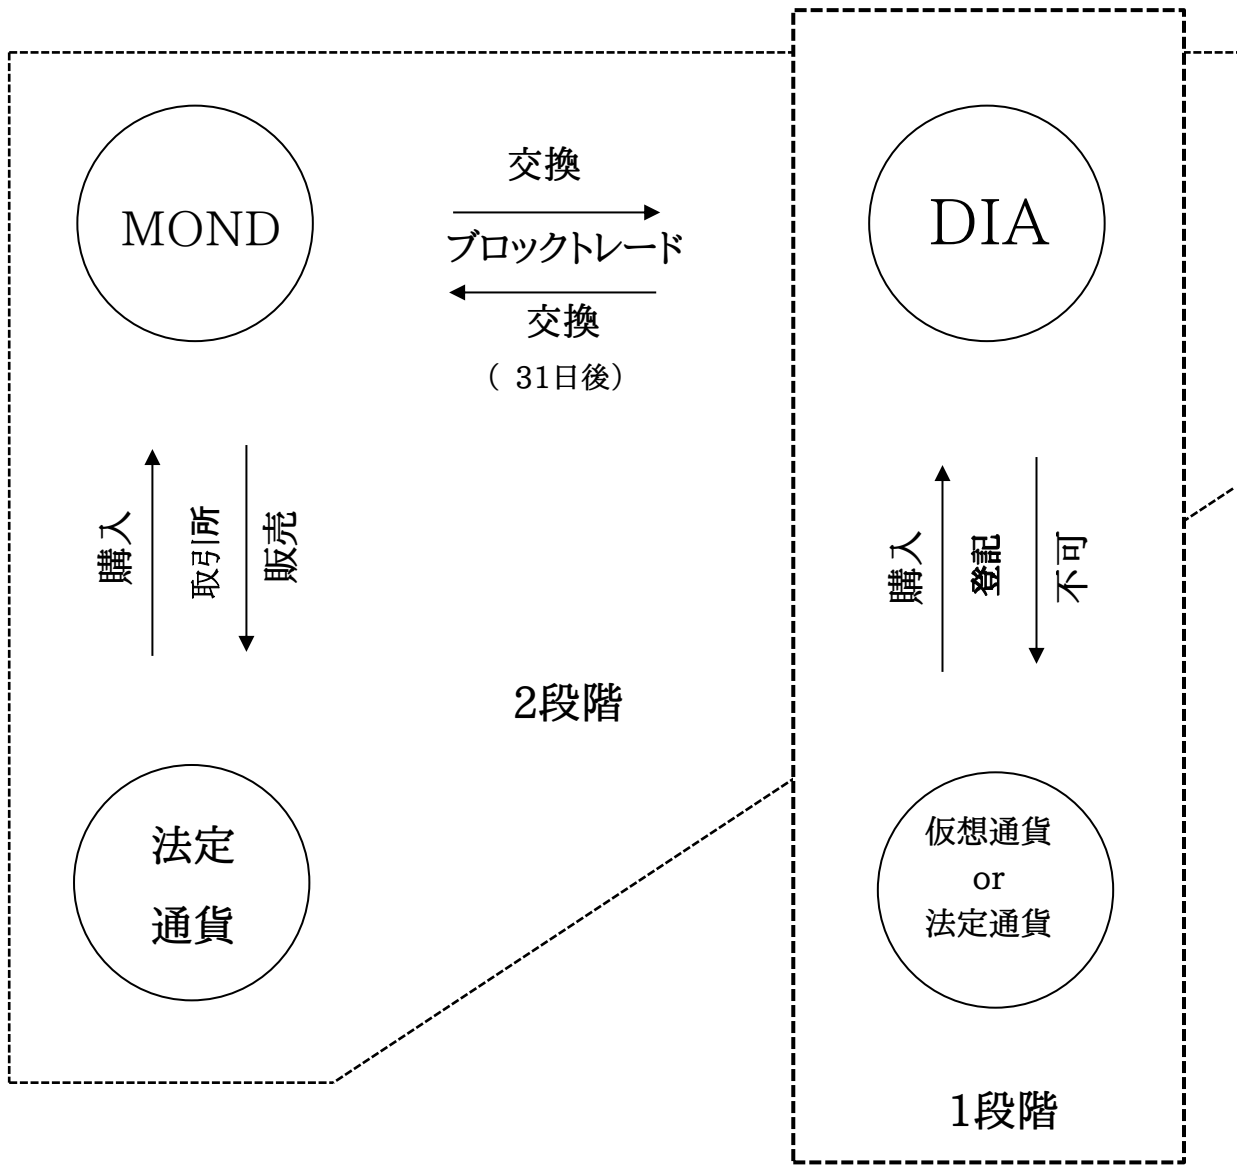 MOND
交換
ブロックトレード
交換
( 31日後)
DIA
購入
取引所
販売
購入
登記
不可
2段階
法定
通貨
仮想通貨
or
法定通貨
1段階